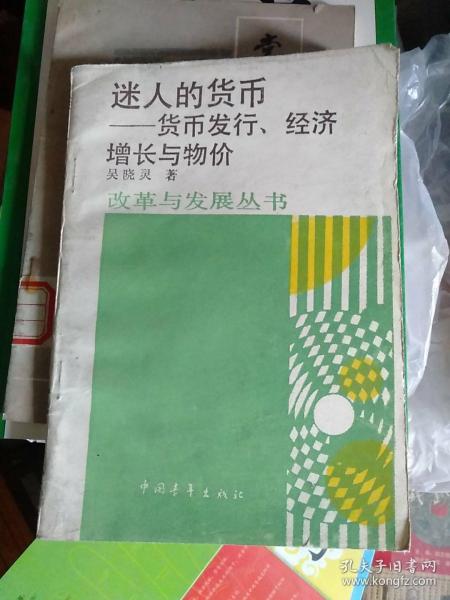 迷人的货币
——货币发行、经济
增长与物价
吴晓灵 著
改革与发展丛书
中国青年出版社
孔夫子旧书网
www.kongfz.com